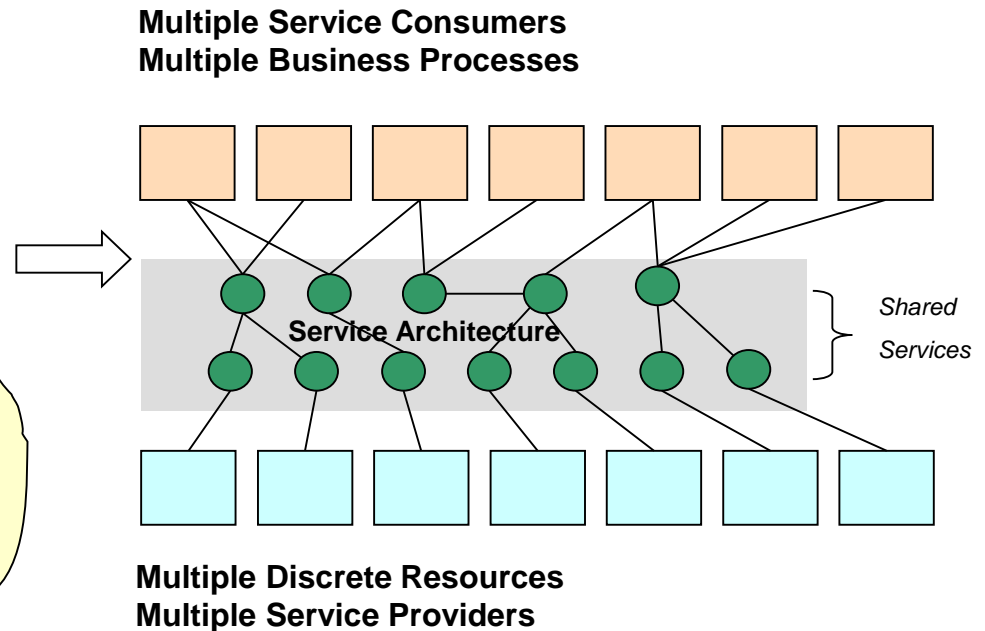 Multiple Service Consumers
Multiple Business Processes
Service Architecture
Shared
Services
Multiple Discrete Resources
Multiple Service Providers